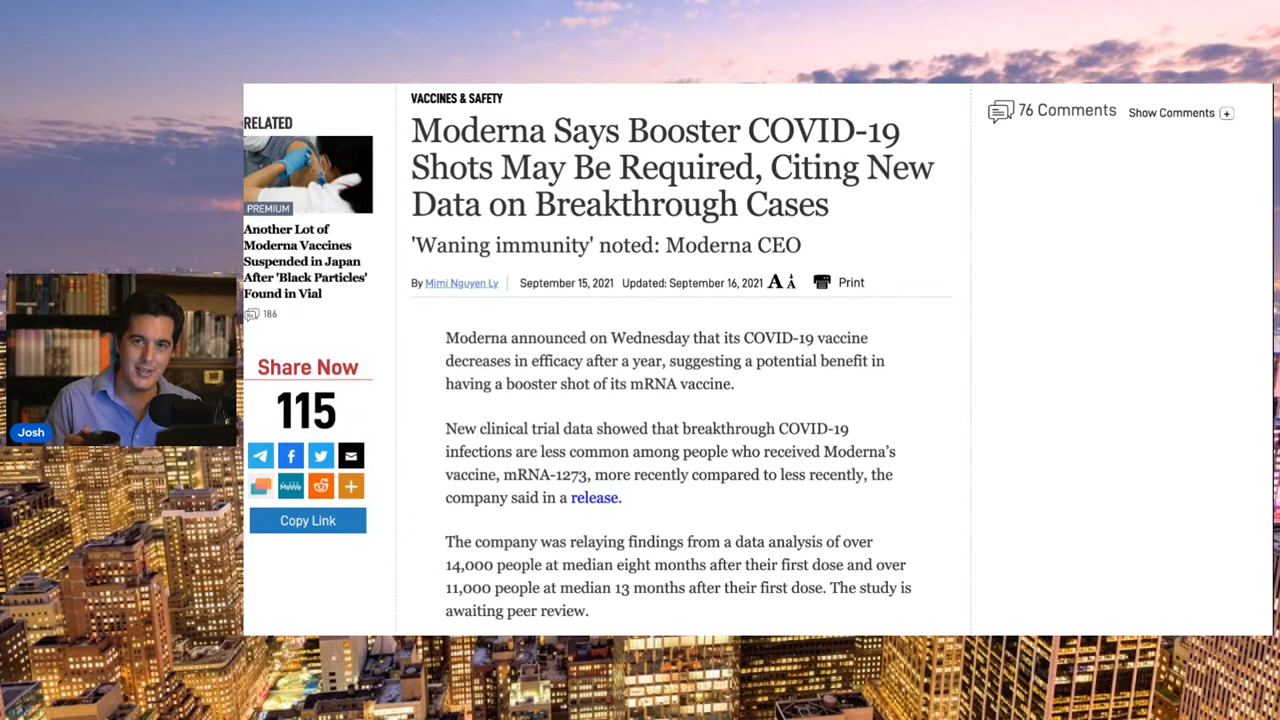 RELATED
PREMIUM
Another Lot of
Moderna Vaccines
Suspended in Japan
After 'Black Particles'
Found in Vial
186
Share Now
115
MeWe
Copy Link
Josh
VACCINES & SAFETY
Moderna Says Booster COVID-19
Shots May Be Required, Citing New
Data on Breakthrough Cases
'Waning immunity' noted: Moderna CEO
By Mimi Nguyen Ly September 15, 2021 Updated: September 16, 2021 A A Print
Moderna announced on Wednesday that its COVID-19 vaccine
decreases in efficacy after a year, suggesting a potential benefit in
having a booster shot of its mRNA vaccine.
New clinical trial data showed that breakthrough COVID-19
infections are less common among people who received Moderna’s
vaccine, mRNA-1273, more recently compared to less recently, the
company said in a release.
The company was relaying findings from a data analysis of over
14,000 people at median eight months after their first dose and over
11,000 people at median 13 months after their first dose. The study is
awaiting peer review.
76 Comments Show Comments +